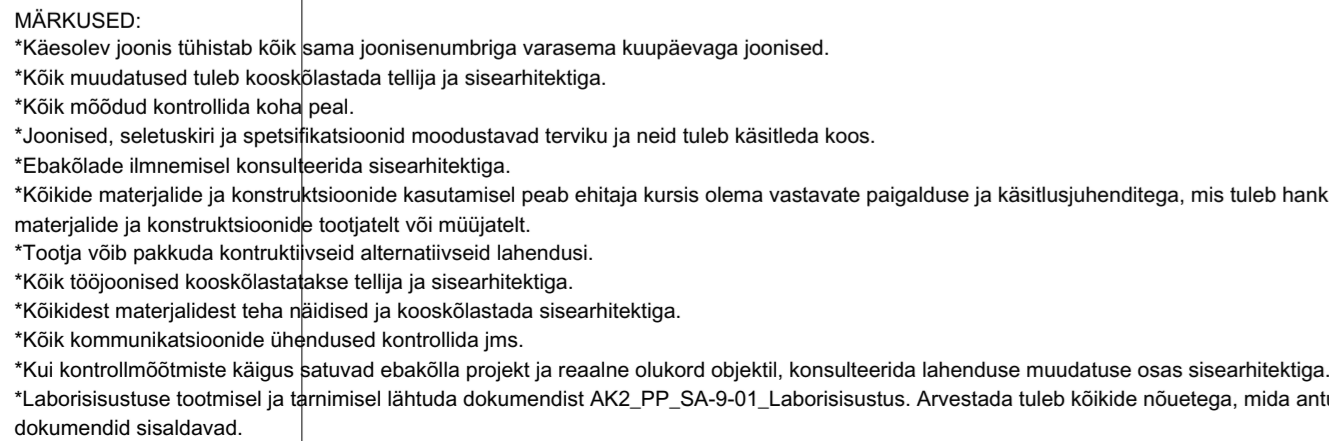 MÄRKUSED:
*Käesolev joonis tühistab kõik sama joonisenumbriga varasema kuupäevaga joonised.
*Kõik muudatused tuleb kooskõlastada tellija ja sisearhitektiga.
*Kõik mõõdud kontrollida koha peal.
*Joonised, seletuskiri ja spetsifikatsioonid moodustavad terviku ja neid tuleb käsitleda koos.
*Ebakõlade ilmnemisel konsulteerida sisearhitektiga.
*Kõikide materjalide ja konstruktsioonide kasutamisel peab ehitaja kursis olema vastavate paigalduse ja käsitlusjuhenditega, mis tuleb hank
materjalide ja konstruktsioonide tootjatelt või müüjatelt.
*Tootja võib pakkuda kontruktiivseid alternatiivseid lahendusi.
*Kõik tööjoonised kooskõlastatakse tellija ja sisearhitektiga.
*Kõikidest materjalidest teha näidised ja kooskõlastada sisearhitektiga.
*Kõik kommunikatsioonide ühendused kontrollida jms.
*Kui kontrollmõõtmiste käigus satuvad ebakõlla projekt ja reaalne olukord objektil, konsulteerida lahenduse muudatuse osas sisearhitektiga.
*Laborisisustuse tootmisel ja tarnimisel lähtuda dokumendist AK2_PP_SA-9-01_Laborisisustus. Arvestada tuleb kõikide nõuetega, mida antu
dokumendid sisaldavad.